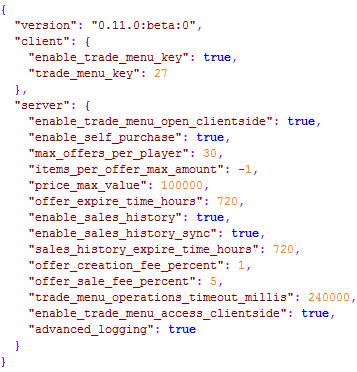 {
  "version": "0.11.0:beta:0",
  "client": {
    "enable_trade_menu_key": true,
    "trade_menu_key": 27
  },
  "server": {
    "enable_trade_menu_open_clientside": true,
    "enable_self_purchase": true,
    "max_offers_per_player": 30,
    "items_per_offer_max_amount": -1,
    "price_max_value": 100000,
    "offer_expire_time_hours": 720,
    "enable_sales_history": true,
    "enable_sales_history_sync": true,
    "sales_history_expire_time_hours": 720,
    "offer_creation_fee_percent": 1,
    "offer_sale_fee_percent": 5,
    "trade_menu_operations_timeout_millis": 240000,
    "enable_trade_menu_access_clientside": true,
    "advanced_logging": true
  }
}